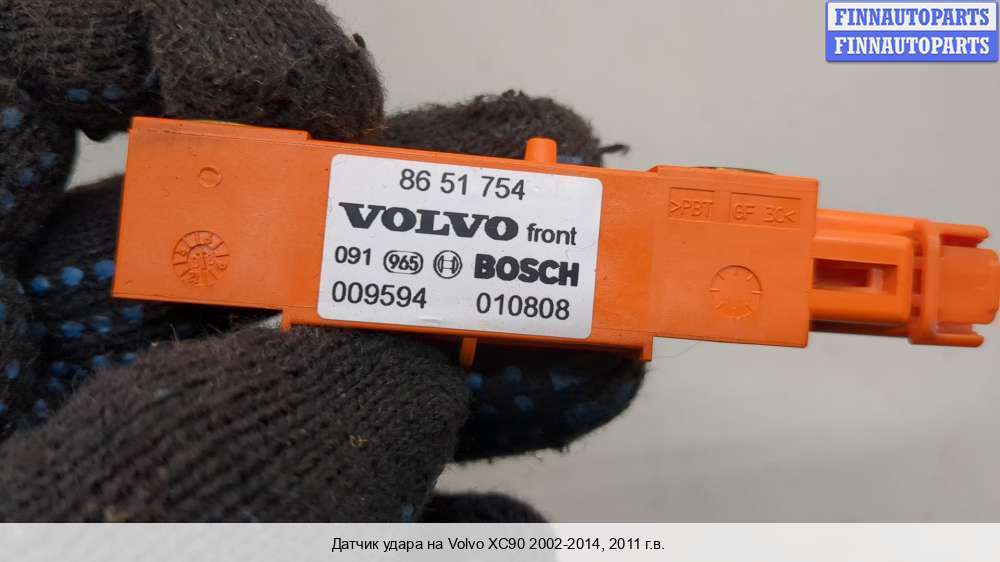 FINNAUTOPARTS
FINNAUTOPARTS
86 51 754
VOLVO front
091 965 BOSCH
009594 010808
>PBT GF 30<
Датчик удара на Volvo XC90 2002-2014, 2011 г.в.